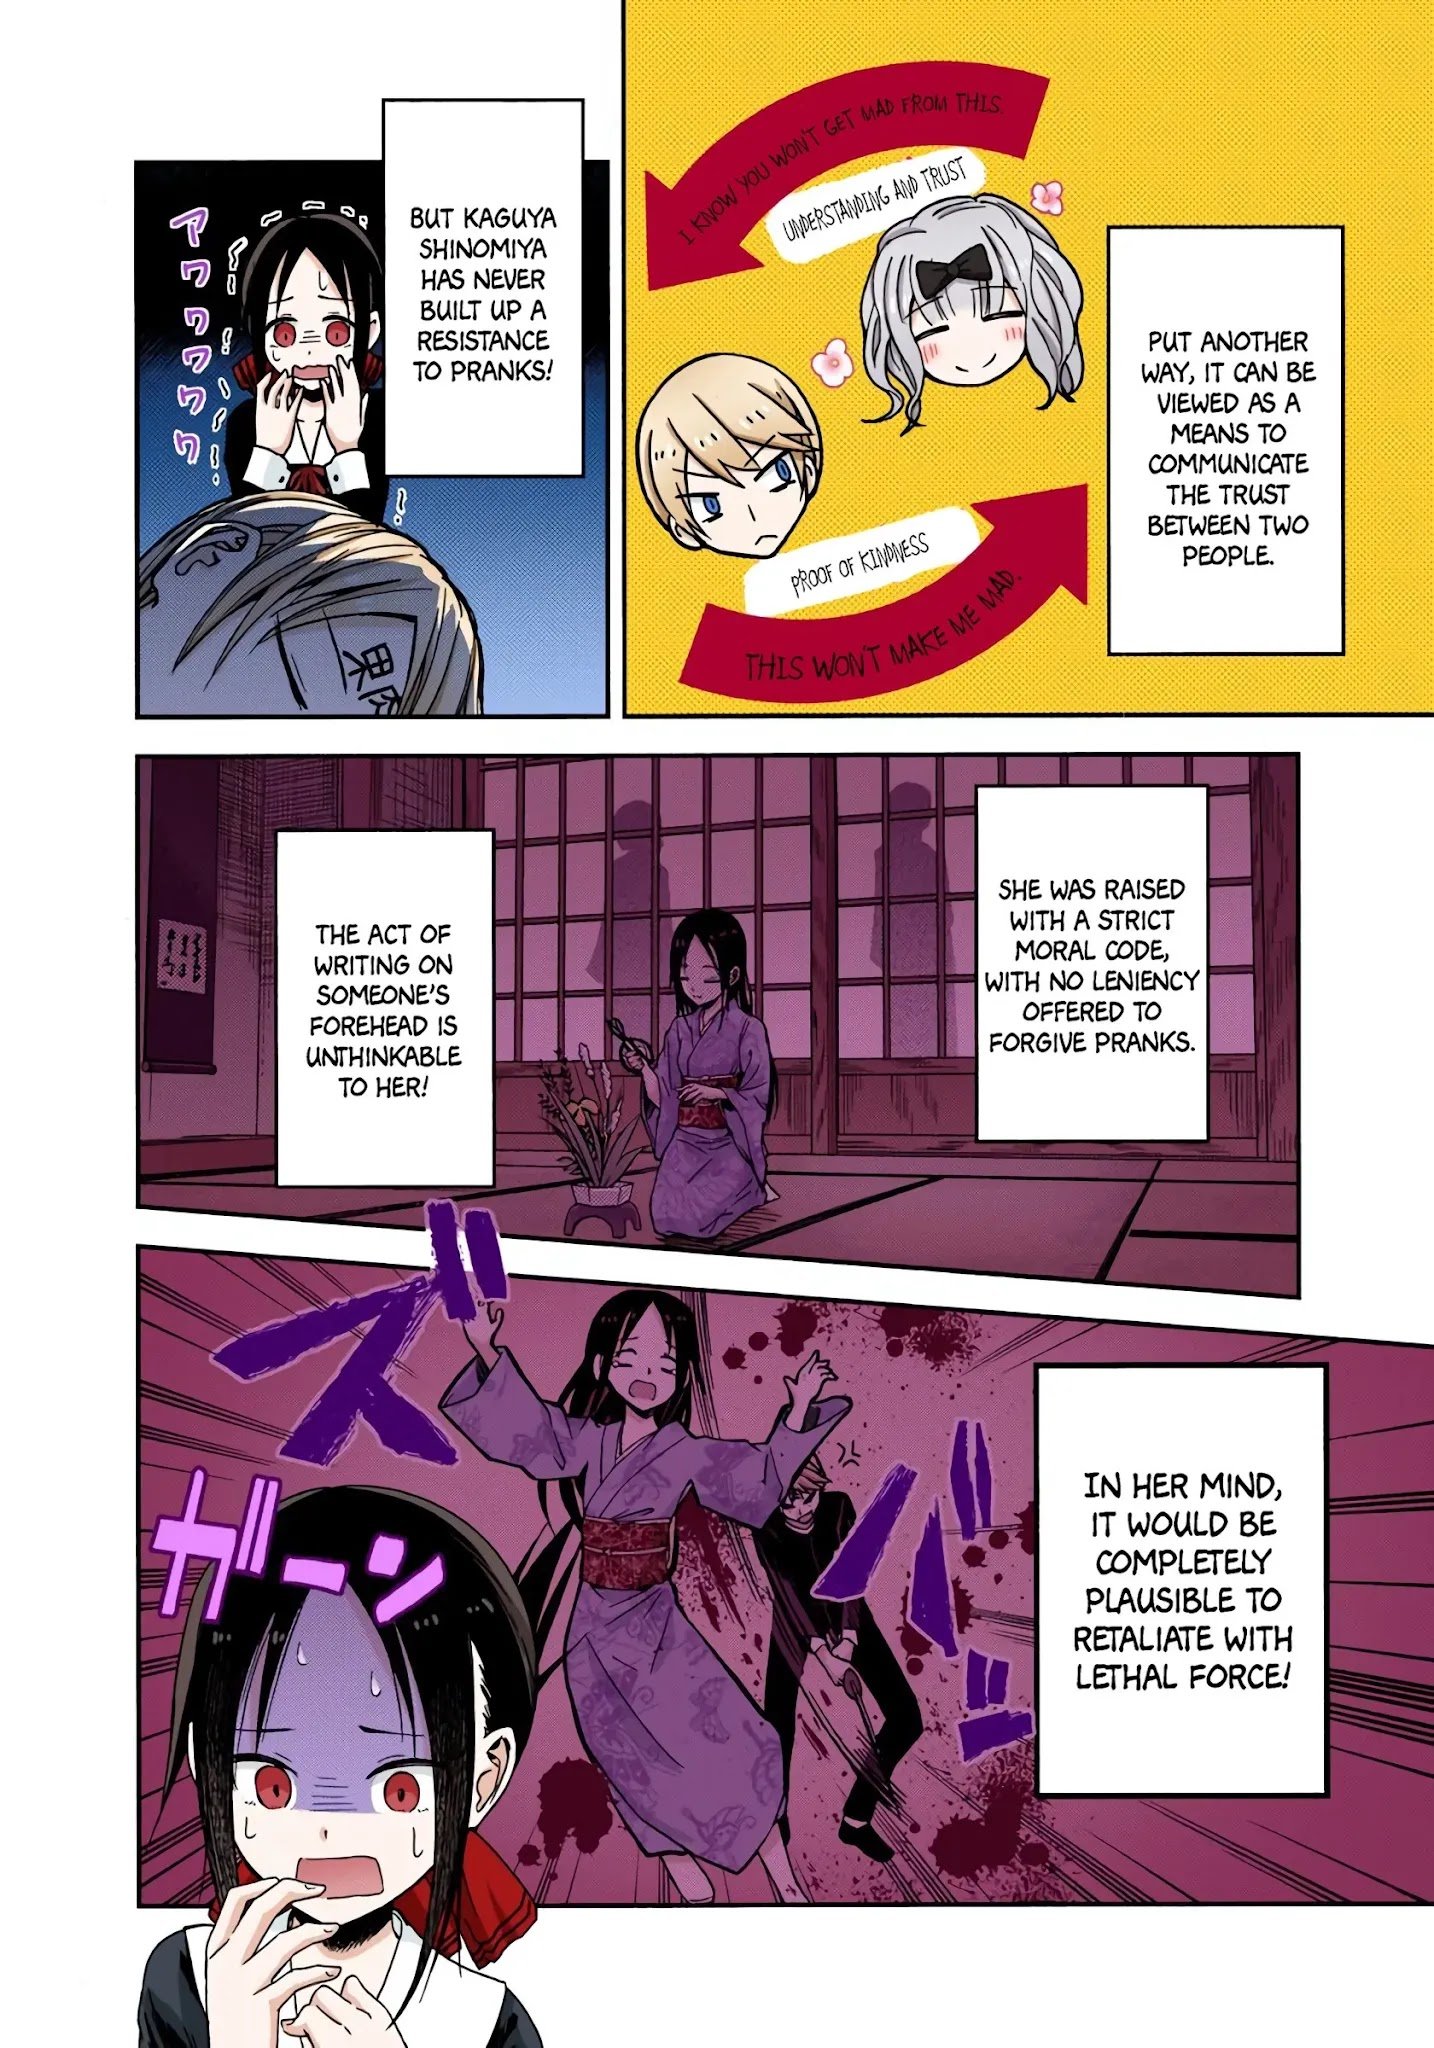 PUT ANOTHER
WAY, IT CAN BE
VIEWED AS A
MEANS TO
COMMUNICATE
THE TRUST
BETWEEN TWO
PEOPLE.
I KNOW YOU WON'T GET MAD FROM THIS.
UNDERSTANDING AND TRUST
PROOF OF KINDNESS
THIS WON'T MAKE ME MAD.
BUT KAGUYA
SHINOMIYA
HAS NEVER
BUILT UP A
RESISTANCE
TO PRANKS!
アワワワワワ
SHE WAS RAISED
WITH A STRICT
MORAL CODE,
WITH NO LENIENCY
OFFERED TO
FORGIVE PRANKS.
THE ACT OF
WRITING ON
SOMEONE'S
FOREHEAD IS
UNTHINKABLE
TO HER!
IN HER MIND,
IT WOULD BE
COMPLETELY
PLAUSIBLE TO
RETALIATE WITH
LETHAL FORCE!
ズバッ
ガーン